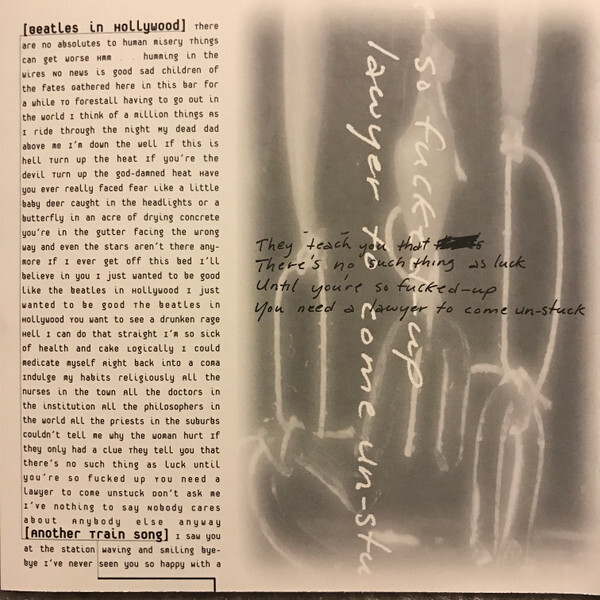 [Beatles in Hollywood] There
are no absolutes to human misery Things
can get worse Hmm . . humming in the
wires No news is good sad children of
the fates Gathered here in this bar for
a while To forestall having to go out in
the world I think of a million things As
I ride through the night My dead dad
above me I'm down the well If this is
hell Turn up the heat If you're the
devil Turn up the god-damned heat Have
you ever really faced fear Like a little
baby deer caught in the headlights or a
butterfly in an acre of drying concrete
you're in the gutter facing the wrong
way and even the stars aren't there any-
more If I ever get off this bed I'll
believe in you I just wanted to be good
like the Beatles in Hollywood I just
wanted to be good The Beatles in
Hollywood You want to see a drunken rage
Hell I can do that straight I'm so sick
of health and cake Logically I could
medicate myself Right back into a coma
Indulge my habits religiously All the
nurses in the town All the doctors in
the institution All the philosophers in
the world All the priests in the suburbs
couldn't tell me why the woman hurt If
they only had a clue They tell you that
there's no such thing as luck until
you're so fucked up You need a
lawyer to come unstuck Don't ask me
I've nothing to say Nobody cares
about Anybody else anyway
[Another Train Song] I saw you
at the station waving and smiling bye-
bye I've never seen you so happy with a
They teach you that
There's no such thing as luck
Until you're so fucked-up
You need a lawyer to come un-stuck
so fucked up
lawyer to come un-stu